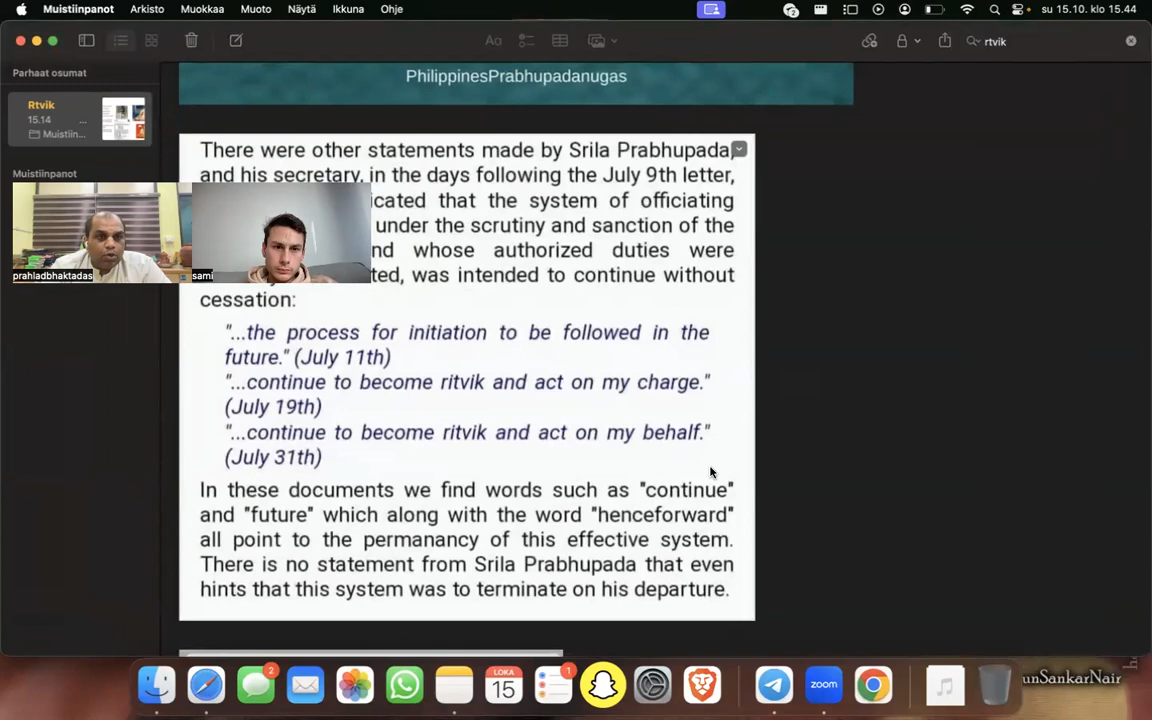 Muistiinpanot Arkisto Muokkaa Muoto Näytä Ikkuna Ohje su 15.10. klo 15.44
rtvik
Parhaat osumat
Rtvik
15.14 ...
Muistiin...
Muistiinpanot
PhilippinesPrabhupadanugas
There were other statements made by Srila Prabhupada,
and his secretary, in the days following the July 9th letter,
icated that the system of officiating
under the scrutiny and sanction of the
nd whose authorized duties were
ted, was intended to continue without
cessation:
"...the process for initiation to be followed in the
future." (July 11th)
"...continue to become ritvik and act on my charge."
(July 19th)
"...continue to become ritvik and act on my behalf."
(July 31th)
In these documents we find words such as "continue"
and "future" which along with the word "henceforward"
all point to the permanancy of this effective system.
There is no statement from Srila Prabhupada that even
hints that this system was to terminate on his departure.
prahladbhaktadas
sami
2
LOKA
15
1
zoom
unSankarNair